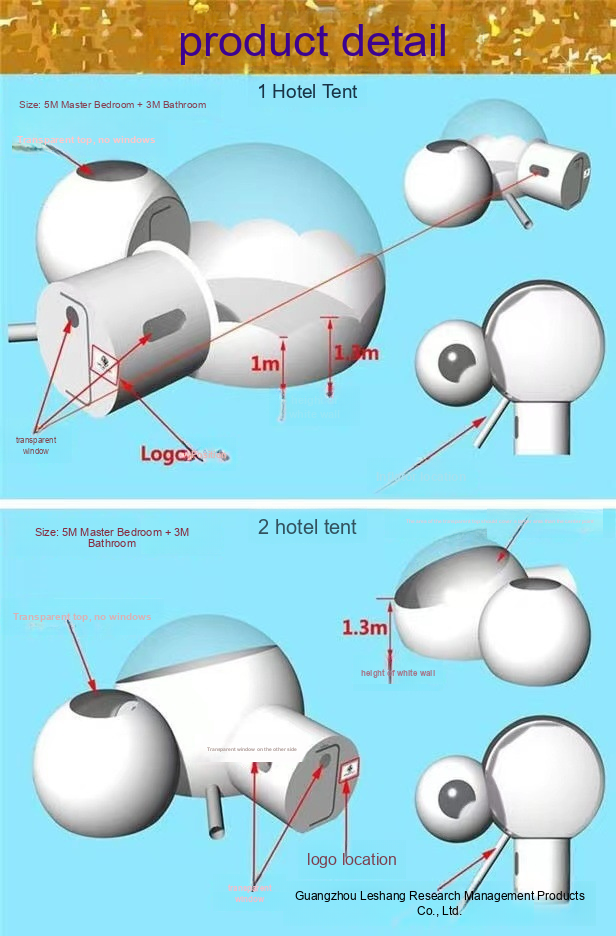 product detail
1 Hotel Tent
Size: 5M Master Bedroom + 3M Bathroom
Transparent top, no windows
1m
1.3m
transparent
window
Logo
2 hotel tent
Size: 5M Master Bedroom + 3M
Bathroom
Transparent top, no windows
1.3m
height of white wall
Transparent window on the other side
logo location
transparent
window
Guangzhou Leshang Research Management Products
Co., Ltd.